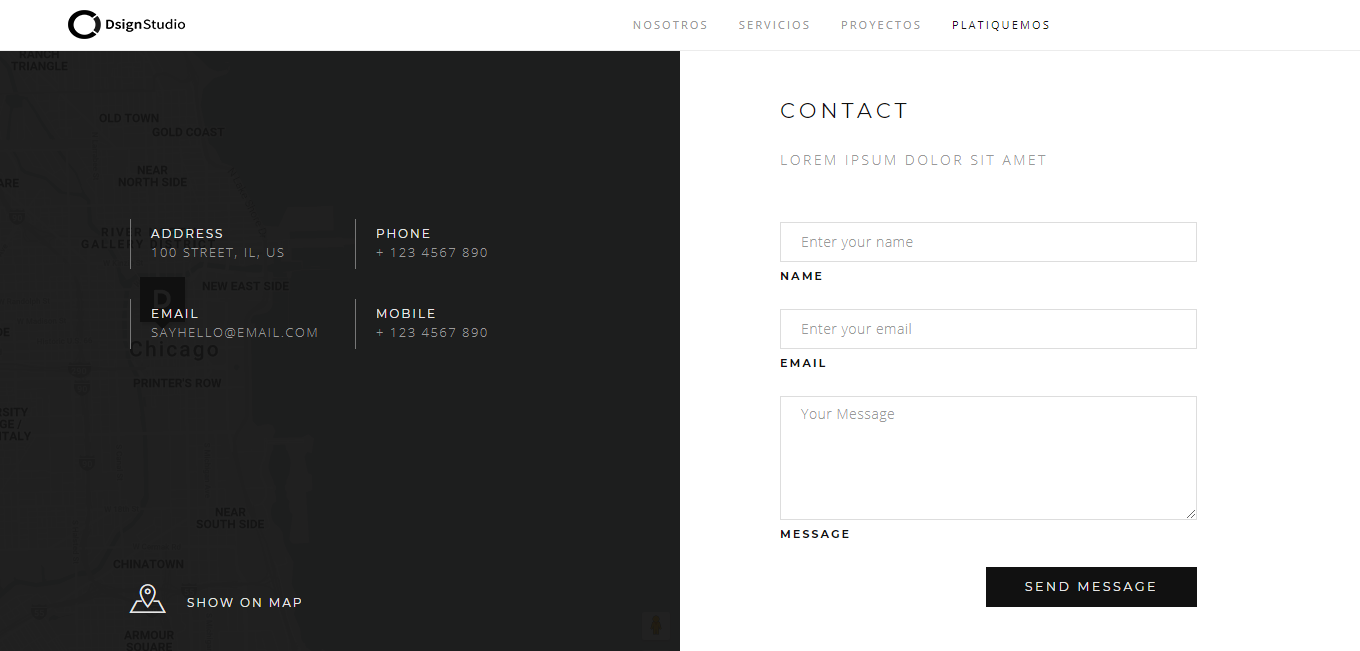 DsignStudio
NOSOTROS SERVICIOS PROYECTOS PLATIQUEMOS
RANCH
TRIANGLE
OLD TOWN
GOLD COAST
NEAR
NORTH SIDE
ADDRESS
100 STREET, IL, US
PHONE
+ 123 4567 890
GALLERY DISTRICT
NEW EAST SIDE
D
EMAIL
SAYHELLO@EMAIL.COM
MOBILE
+ 123 4567 890
Chicago
PRINTER'S ROW
NEAR
SOUTH SIDE
CHINATOWN
SHOW ON MAP
ARMOUR
SQUARE
CONTACT
LOREM IPSUM DOLOR SIT AMET
Enter your name
NAME
Enter your email
EMAIL
Your Message
MESSAGE
SEND MESSAGE